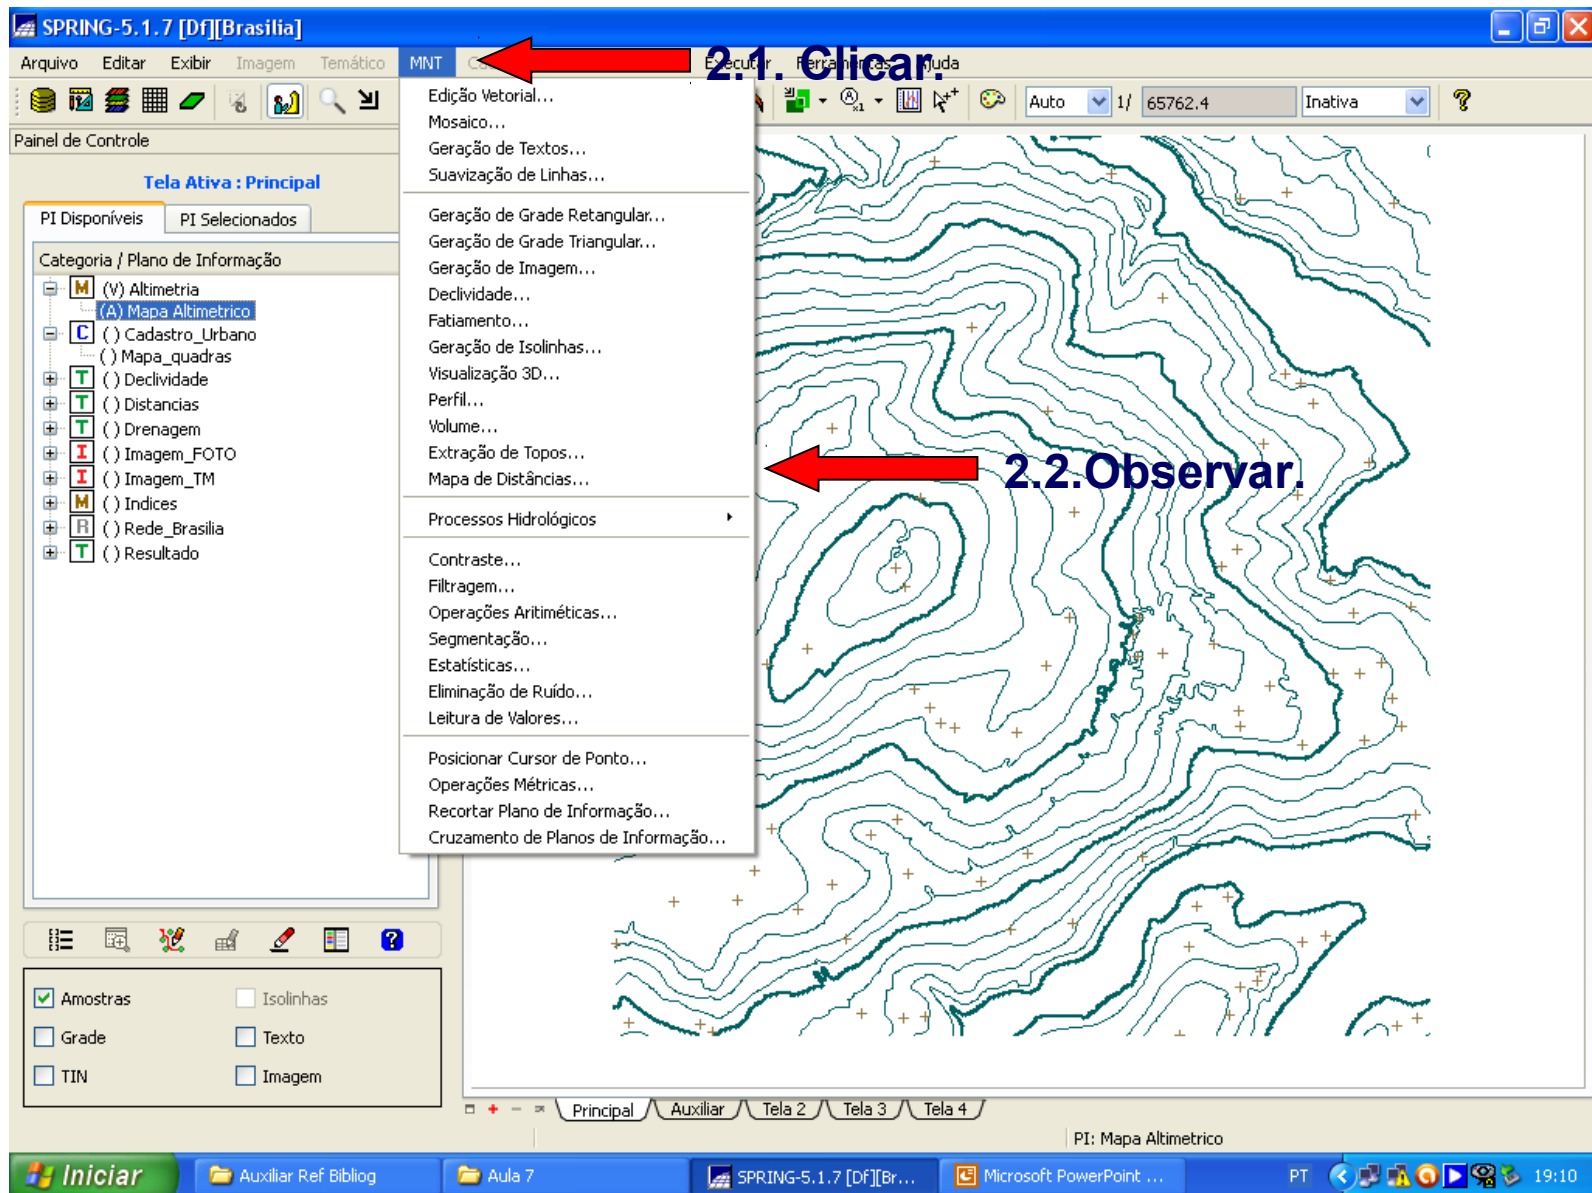 SPRING-5.1.7 [Df][Brasilia]
Arquivo Editar Exibir Imagem Temático MNT Executar Ferramentas Ajuda
2.1. Clicar.
Auto 1/ 65762.4 Inativa
Painel de Controle
Tela Ativa : Principal
PI Disponíveis PI Selecionados
Categoria / Plano de Informação
M (V) Altimetria
(A) Mapa Altimetrico
C ( ) Cadastro_Urbano
( ) Mapa_quadras
T ( ) Declividade
T ( ) Distancias
T ( ) Drenagem
I ( ) Imagem_FOTO
I ( ) Imagem_TM
M ( ) Indices
R ( ) Rede_Brasilia
T ( ) Resultado
Edição Vetorial...
Mosaico...
Geração de Textos...
Suavização de Linhas...
Geração de Grade Retangular...
Geração de Grade Triangular...
Geração de Imagem...
Declividade...
Fatiamento...
Geração de Isolinhas...
Visualização 3D...
Perfil...
Volume...
Extração de Topos...
Mapa de Distâncias...
Processos Hidrológicos
Contraste...
Filtragem...
Operações Aritiméticas...
Segmentação...
Estatísticas...
Eliminação de Ruído...
Leitura de Valores...
Posicionar Cursor de Ponto...
Operações Métricas...
Recortar Plano de Informação...
Cruzamento de Planos de Informação...
2.2.Observar.
Amostras Isolinhas
Grade Texto
TIN Imagem
Principal Auxiliar Tela 2 Tela 3 Tela 4
PI: Mapa Altimetrico
Iniciar Auxiliar Ref Bibliog Aula 7 SPRING-5.1.7 [Df][Br... Microsoft PowerPoint ... PT 19:10